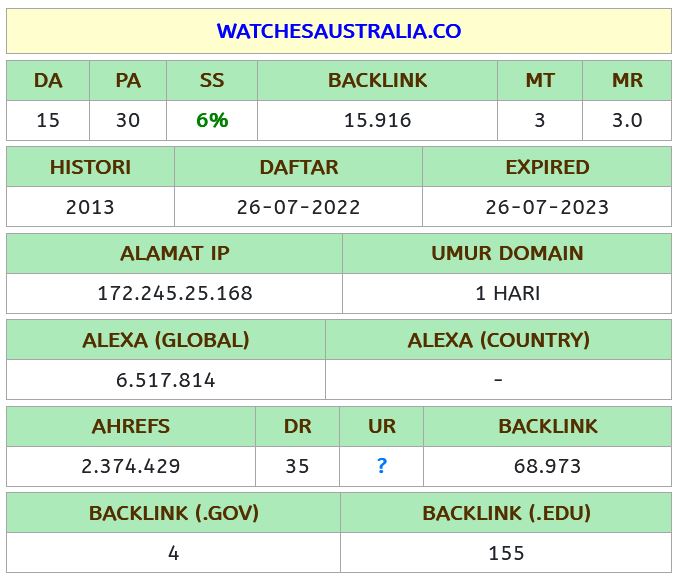 WATCHESAUSTRALIA.CO
DA PA SS BACKLINK MT MR
15 30 6% 15.916 3 3.0
HISTORI DAFTAR EXPIRED
2013 26-07-2022 26-07-2023
ALAMAT IP UMUR DOMAIN
172.245.25.168 1 HARI
ALEXA (GLOBAL) ALEXA (COUNTRY)
6.517.814 -
AHREFS DR UR BACKLINK
2.374.429 35 ? 68.973
BACKLINK (.GOV) BACKLINK (.EDU)
4 155